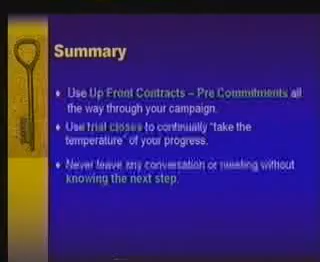 Summary
Use Up Front Contracts – Pre Commitments all
the way through your campaign.
Use trial closes to continually "take the
temperature" of your progress.
Never leave any conversation or meeting without
knowing the next step.